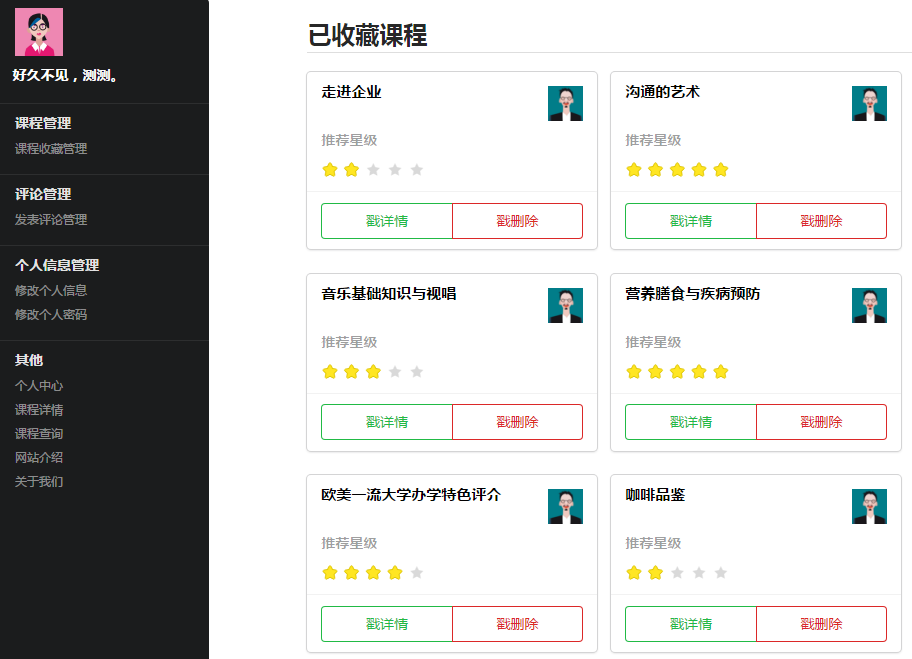 好久不见，测测。
课程管理
课程收藏管理
评论管理
发表评论管理
个人信息管理
修改个人信息
修改个人密码
其他
个人中心
课程详情
课程查询
网站介绍
关于我们
已收藏课程
走进企业
推荐星级
戳详情 戳删除
沟通的艺术
推荐星级
戳详情 戳删除
音乐基础知识与视唱
推荐星级
戳详情 戳删除
营养膳食与疾病预防
推荐星级
戳详情 戳删除
欧美一流大学办学特色评介
推荐星级
戳详情 戳删除
咖啡品鉴
推荐星级
戳详情 戳删除